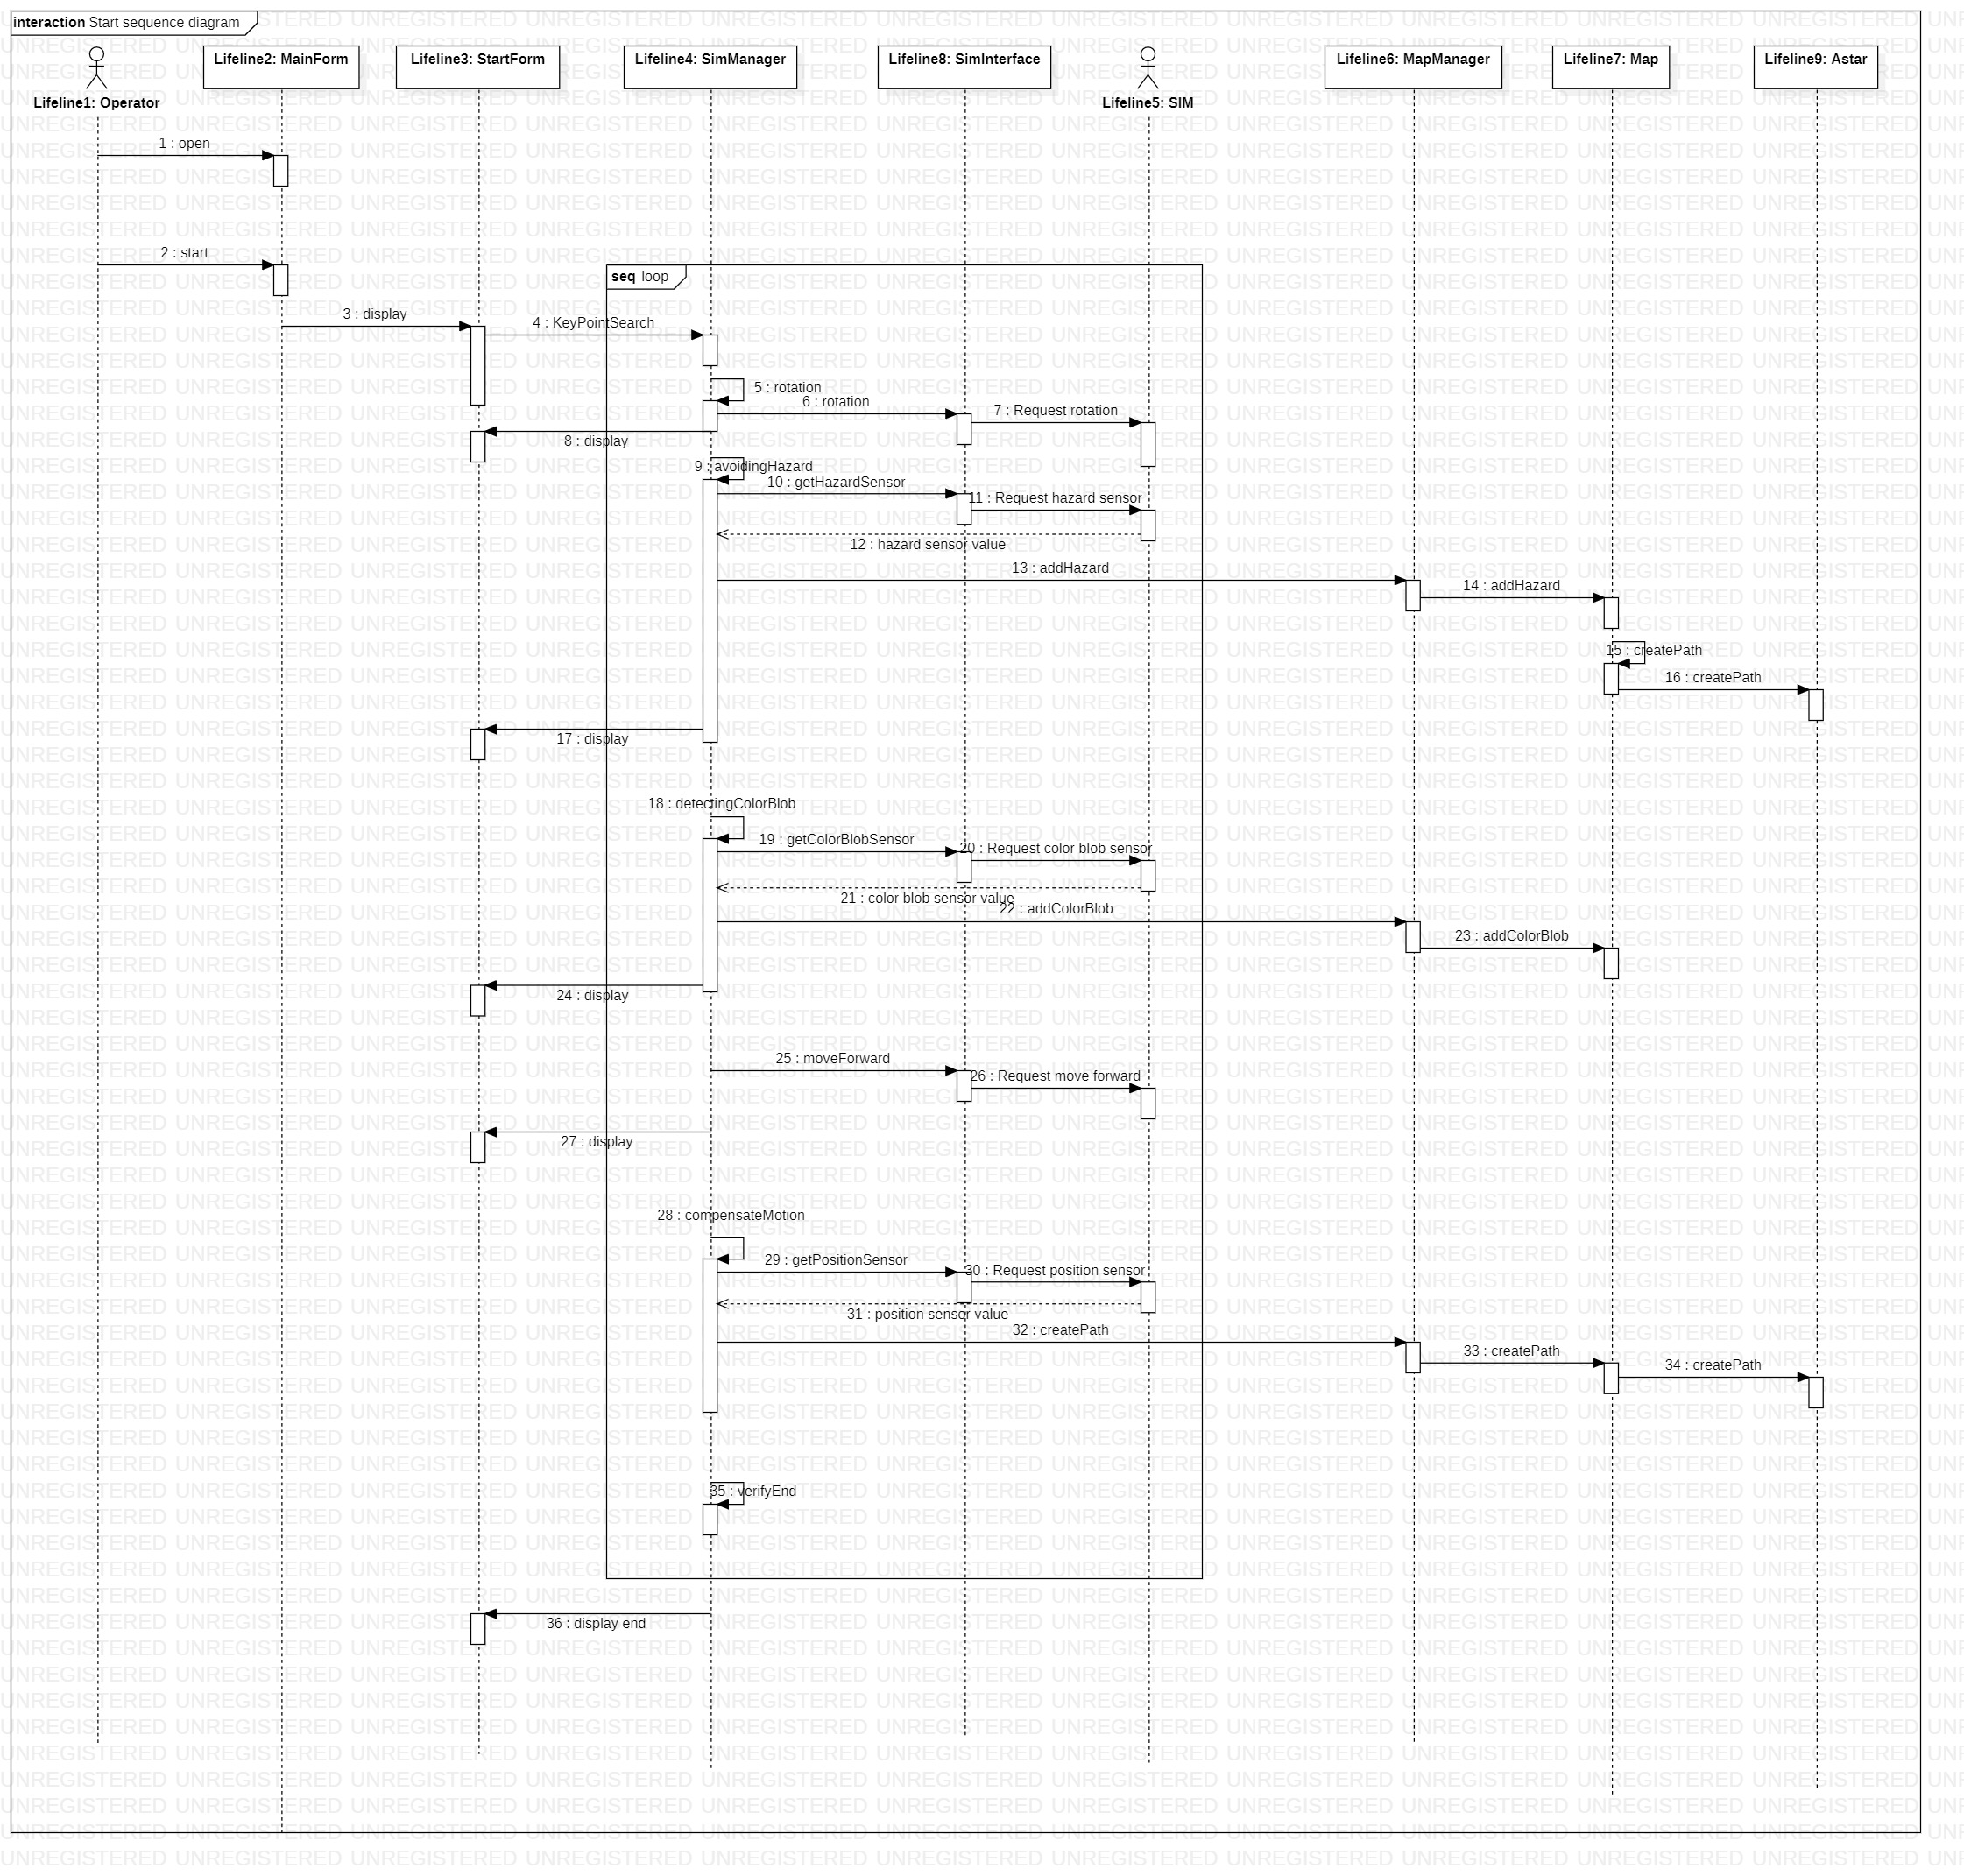 interaction Start sequence diagram
Lifeline1: Operator
Lifeline2: MainForm
Lifeline3: StartForm
Lifeline4: SimManager
Lifeline8: SimInterface
Lifeline5: SIM
Lifeline6: MapManager
Lifeline7: Map
Lifeline9: Astar
1 : open
2 : start
seq loop
3 : display
4 : KeyPointSearch
5 : rotation
6 : rotation
7 : Request rotation
8 : display
9 : avoidingHazard
10 : getHazardSensor
11 : Request hazard sensor
12 : hazard sensor value
13 : addHazard
14 : addHazard
15 : createPath
16 : createPath
17 : display
18 : detectingColorBlob
19 : getColorBlobSensor
20 : Request color blob sensor
21 : color blob sensor value
22 : addColorBlob
23 : addColorBlob
24 : display
25 : moveForward
26 : Request move forward
27 : display
28 : compensateMotion
29 : getPositionSensor
30 : Request position sensor
31 : position sensor value
32 : createPath
33 : createPath
34 : createPath
35 : verifyEnd
36 : display end
UNREGISTERED